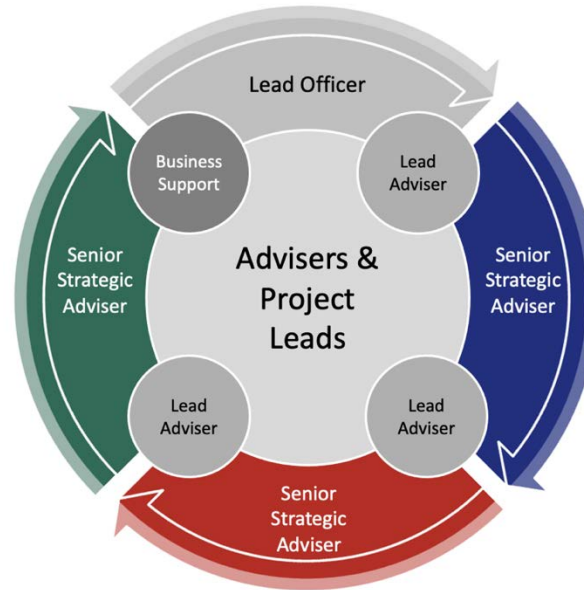 Lead Officer
Business
Support
Lead
Adviser
Senior
Strategic
Adviser
Advisers &
Project
Leads
Senior
Strategic
Adviser
Lead
Adviser
Lead
Adviser
Senior
Strategic
Adviser